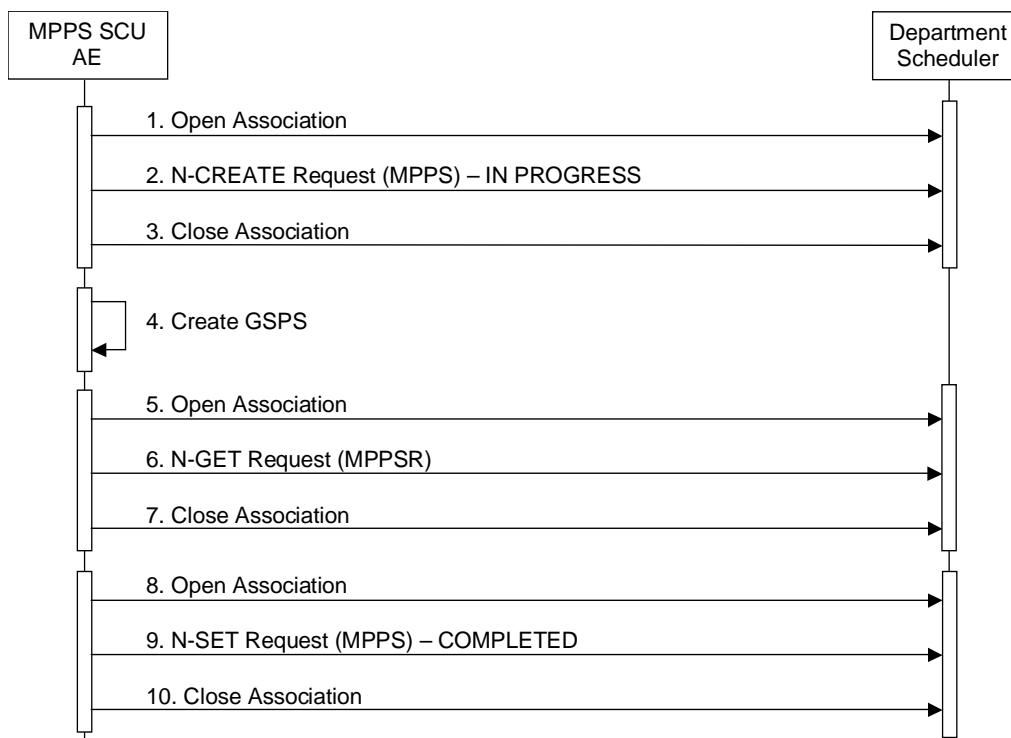 MPPS SCU
AE
Department
Scheduler
1. Open Association
2. N-CREATE Request (MPPS) – IN PROGRESS
3. Close Association
4. Create GSPS
5. Open Association
6. N-GET Request (MPPSR)
7. Close Association
8. Open Association
9. N-SET Request (MPPS) – COMPLETED
10. Close Association